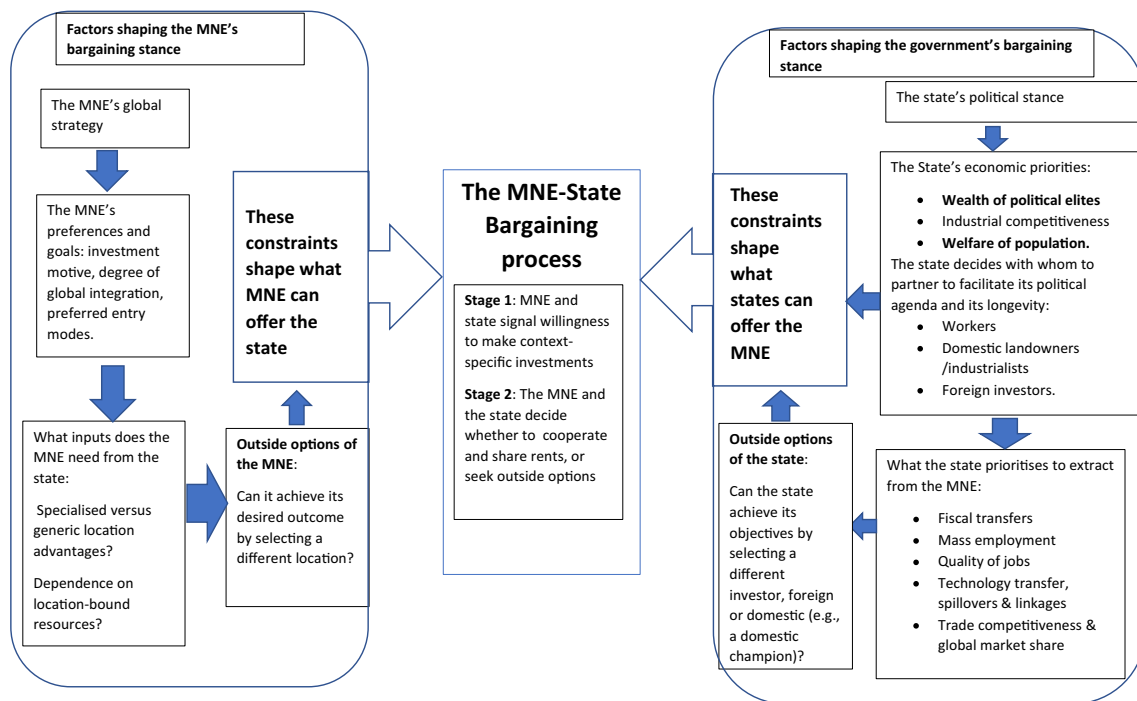 Factors shaping the MNE's
bargaining stance
The MNE's global
strategy
The MNE's
preferences and
goals: investment
motive, degree of
global integration,
preferred entry
modes.
What inputs does the
MNE need from the
state:
Specialised versus
generic location
advantages?
Dependence on
location-bound
resources?
These
constraints
shape what
MNE can
offer the
state
Outside options of
the MNE:
Can it achieve its
desired outcome
by selecting a
different location?
The MNE-State
Bargaining
process
Stage 1: MNE and
state signal willingness
to make context-
specific investments
Stage 2: The MNE and
the state decide
whether to cooperate
and share rents, or
seek outside options
Factors shaping the government's bargaining
stance
The state's political stance
The State's economic priorities:
• Wealth of political elites
• Industrial competitiveness
• Welfare of population.
The state decides with whom to
partner to facilitate its political
agenda and its longevity:
• Workers
• Domestic landowners
/industrialists
• Foreign investors.
These
constraints
shape
what
states can
offer the
MNE
Outside options
of the state:
Can the state
achieve its
objectives by
selecting a
different
investor, foreign
or domestic (e.g.,
a domestic
champion)?
What the state prioritises to extract
from the MNE:
• Fiscal transfers
• Mass employment
• Quality of jobs
• Technology transfer,
spillovers & linkages
• Trade competitiveness &
global market share